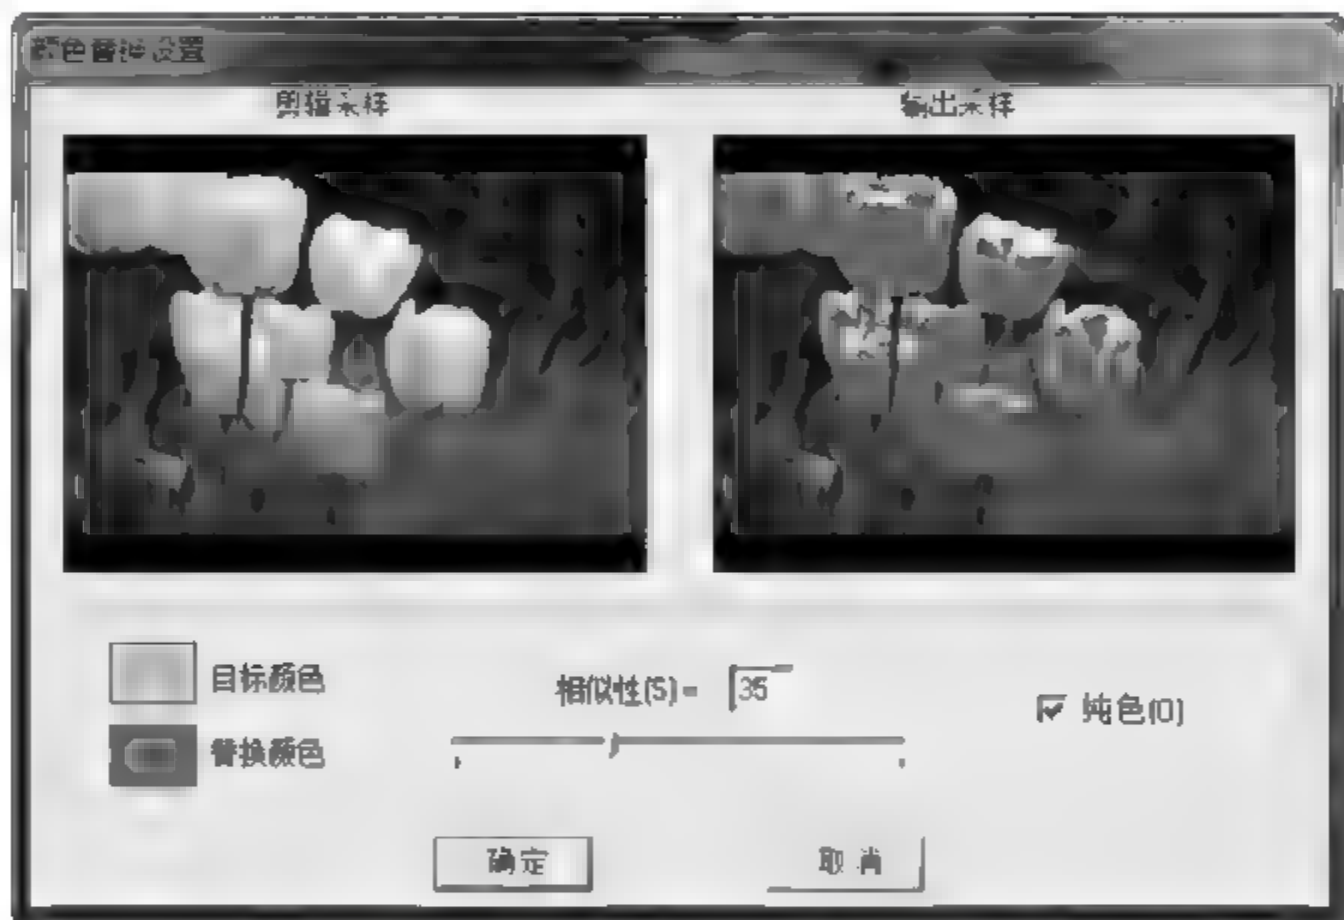 颜色替换设置
剪辑采样
输出采样
目标颜色
相似性(S)= 35
纯色(O)
替换颜色
确定
取消